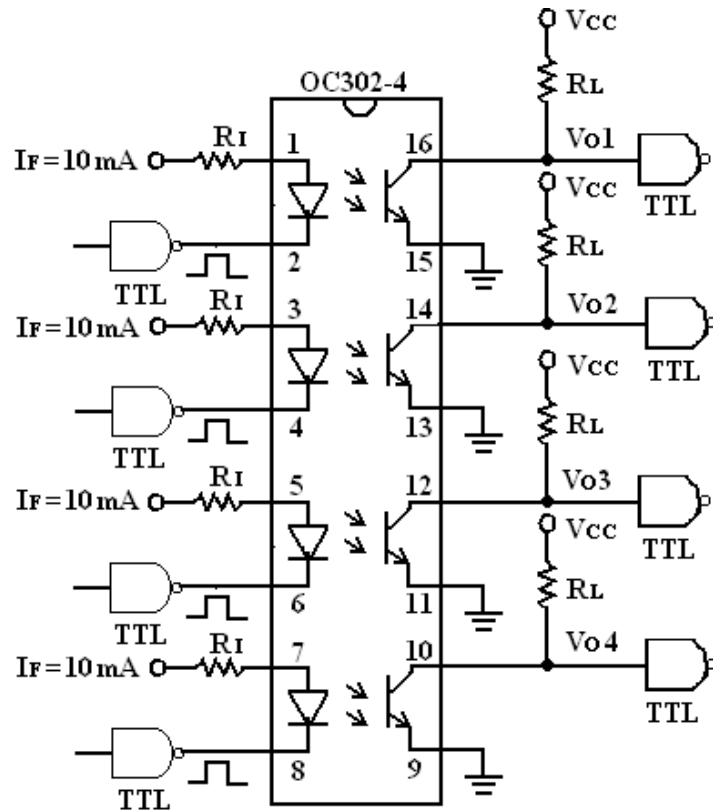 OC302-4
Vcc
RL
IF=10 mA
RI
1
16
Vo1
TTL
TTL
2
15
Vcc
RL
IF=10 mA
RI
3
14
Vo2
TTL
TTL
4
13
Vcc
RL
IF=10 mA
RI
5
12
Vo3
TTL
TTL
6
11
Vcc
RL
IF=10 mA
RI
7
10
Vo4
TTL
TTL
8
9